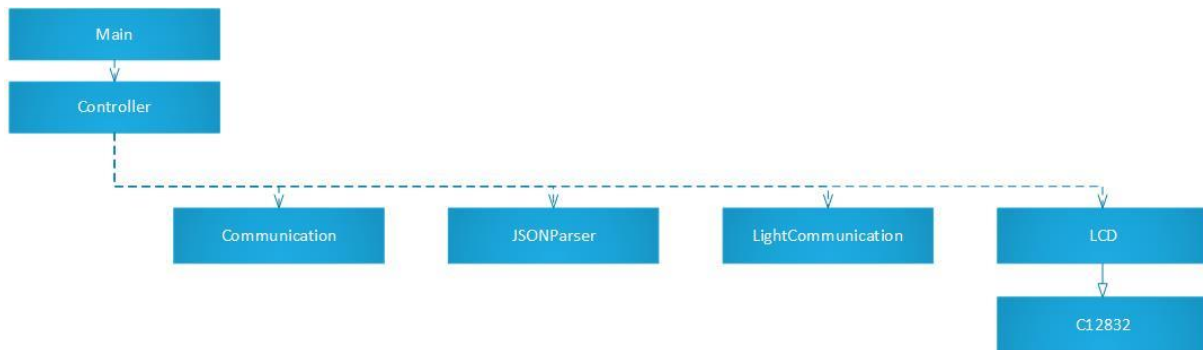 Main
Controller
Communication
JSONParser
LightCommunication
LCD
C12832